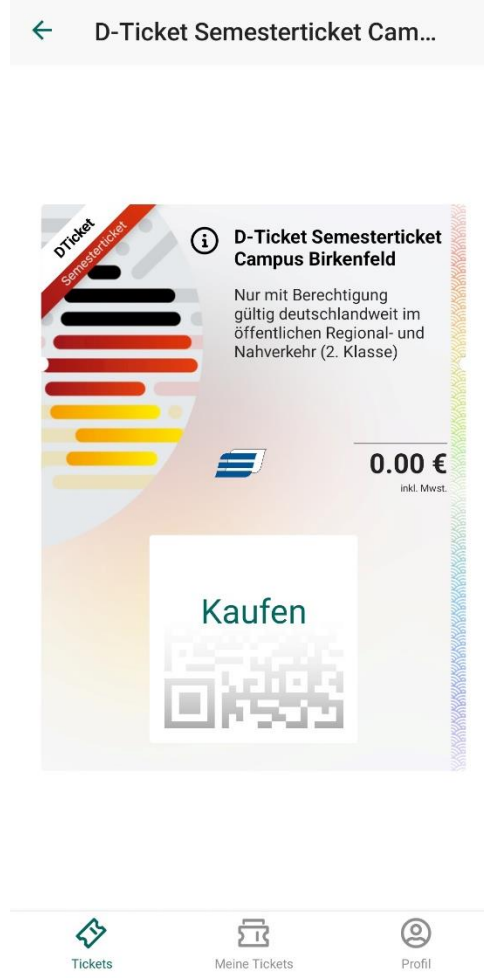 D-Ticket Semesterticket Cam...
DTicket
Semesterticket
D-Ticket Semesterticket
Campus Birkenfeld
Nur mit Berechtigung
gültig deutschlandweit im
öffentlichen Regional- und
Nahverkehr (2. Klasse)
0.00 €
inkl. Mwst.
Kaufen
Tickets
Meine Tickets
Profil